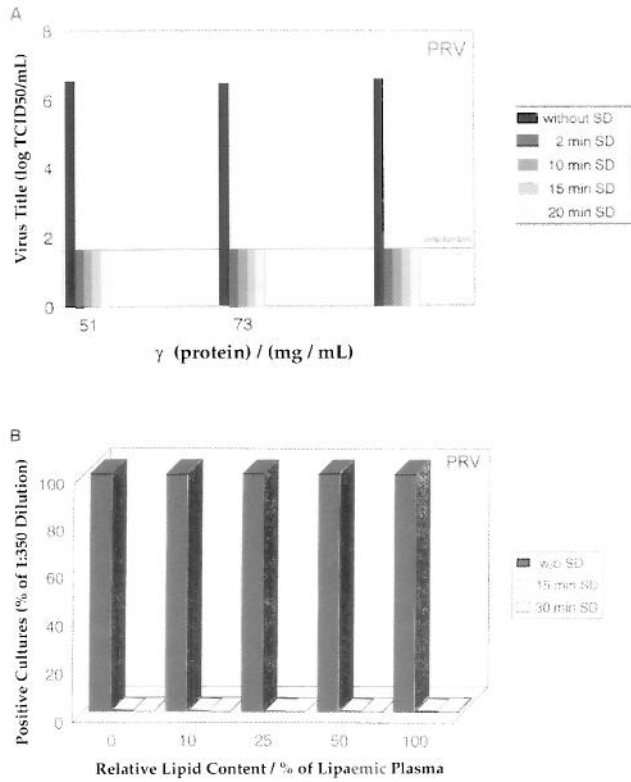 A
PRV
8
6
4
2
0
51 73
Virus Title (log TCID50/mL)
γ (protein) / (mg / mL)
without SD
2 min SD
10 min SD
15 min SD
20 min SD
B
PRV
100
80
60
40
20
0
0 10 25 50 100
Positive Cultures (% of 1:350 Dilution)
Relative Lipid Content / % of Lipaemic Plasma
w/o SD
15 min SD
30 min SD